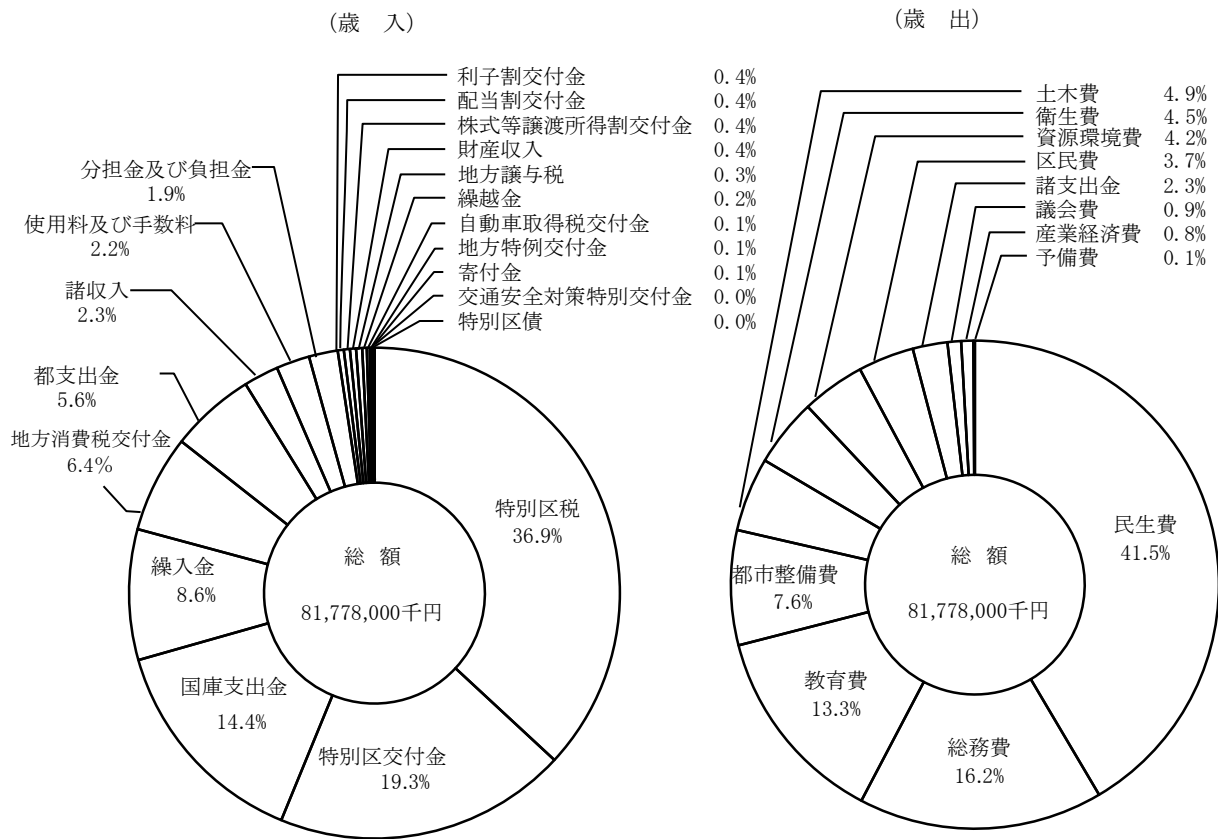 (歳 入)
利子割交付金 0.4%
配当割交付金 0.4%
株式等譲渡所得割交付金 0.4%
財産収入 0.4%
地方譲与税 0.3%
繰越金 0.2%
自動車取得税交付金 0.1%
地方特例交付金 0.1%
寄付金 0.1%
交通安全対策特別交付金 0.0%
特別区債 0.0%
分担金及び負担金
1.9%
使用料及び手数料
2.2%
諸収入
2.3%
都支出金
5.6%
地方消費税交付金
6.4%
繰入金
8.6%
国庫支出金
14.4%
特別区交付金
19.3%
特別区税
36.9%
総 額
81,778,000千円
(歳 出)
土木費 4.9%
衛生費 4.5%
資源環境費 4.2%
区民費 3.7%
諸支出金 2.3%
議会費 0.9%
産業経済費 0.8%
予備費 0.1%
民生費
41.5%
都市整備費
7.6%
教育費
13.3%
総務費
16.2%
総 額
81,778,000千円